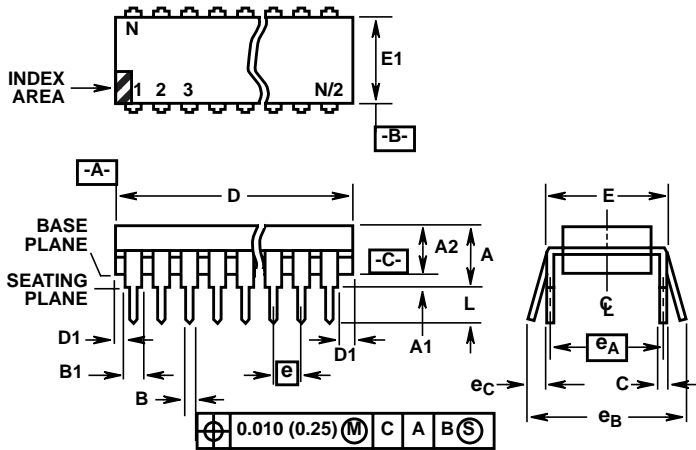 N
E1
INDEX
AREA
1 2 3 N/2
-B-
-A-
D
E
BASE
PLANE
A2
A
-C-
SEATING
PLANE
L
C
L
D1
A1
D1
eA
B1
e
eC
C
B
eB
0.010 (0.25) M C A B S